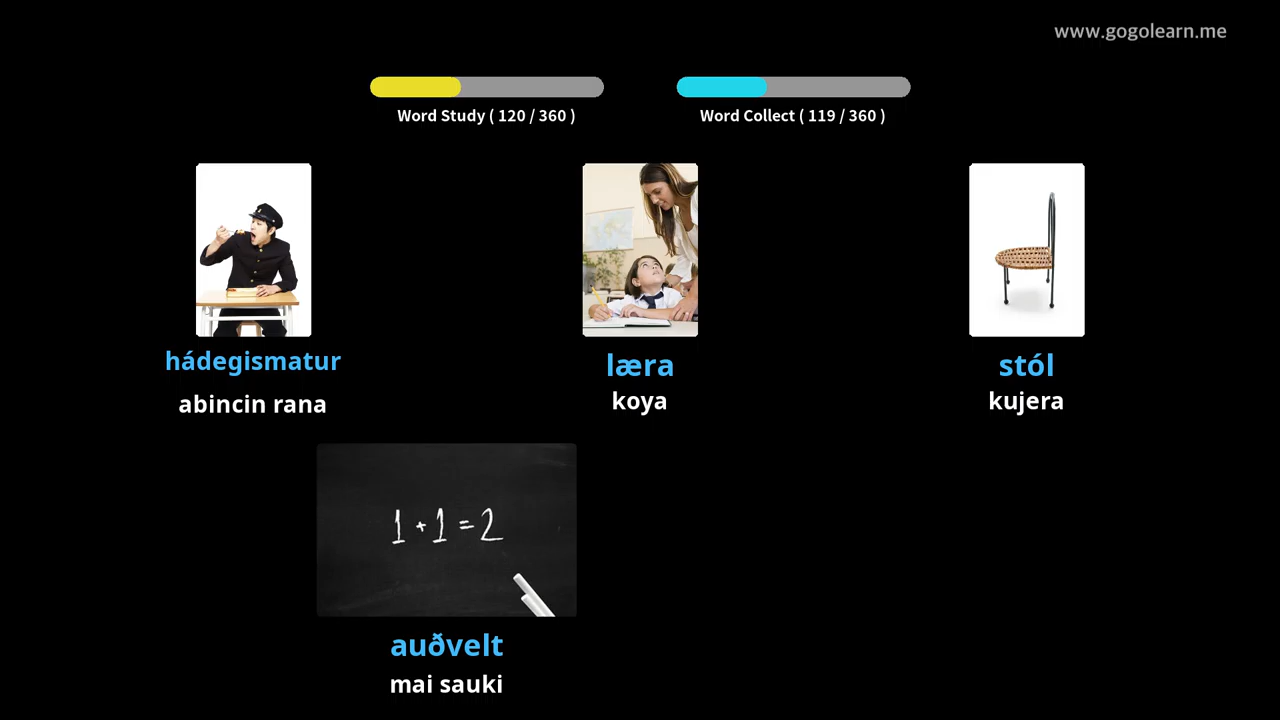 www.gogolearn.me
Word Study ( 120 / 360 )
Word Collect ( 119 / 360 )
hádegismatur
abincin rana
læra
koya
stól
kujera
1 + 1 = 2
auðvelt
mai sauki